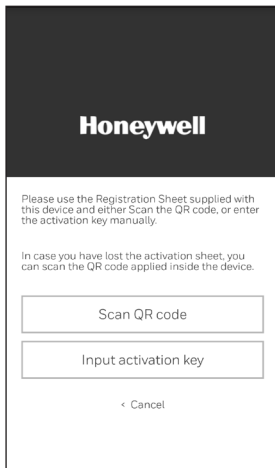 Honeywell
Please use the Registration Sheet supplied with
this device and either Scan the QR code, or enter
the activation key manually.
In case you have lost the activation sheet, you
can scan the QR code applied inside the device.
Scan QR code
Input activation key
< Cancel